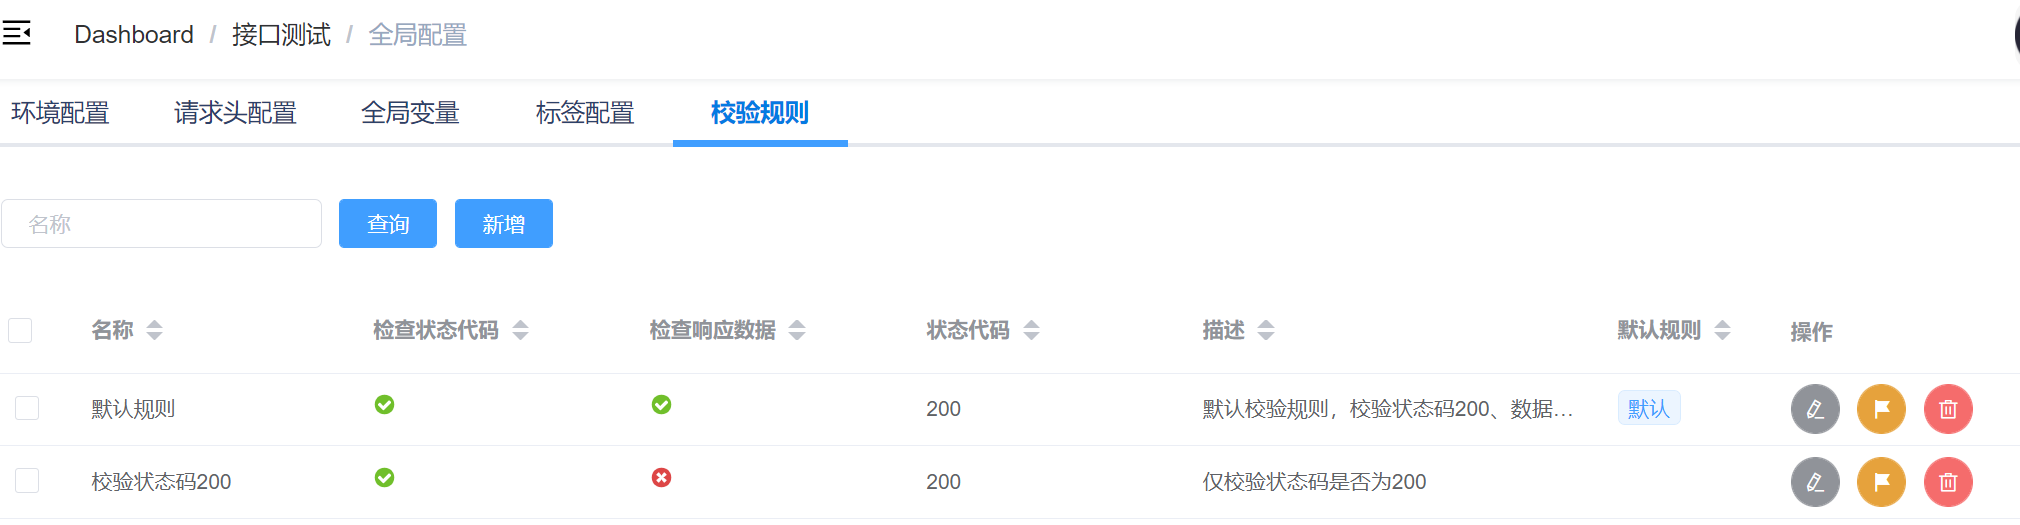 Dashboard / 接口测试 / 全局配置
环境配置 请求头配置 全局变量 标签配置 校验规则
名称 查询 新增
名称 检查状态代码 检查响应数据 状态代码 描述 默认规则 操作
默认规则 200 默认校验规则，校验状态码200、数据... 默认
校验状态码200 200 仅校验状态码是否为200